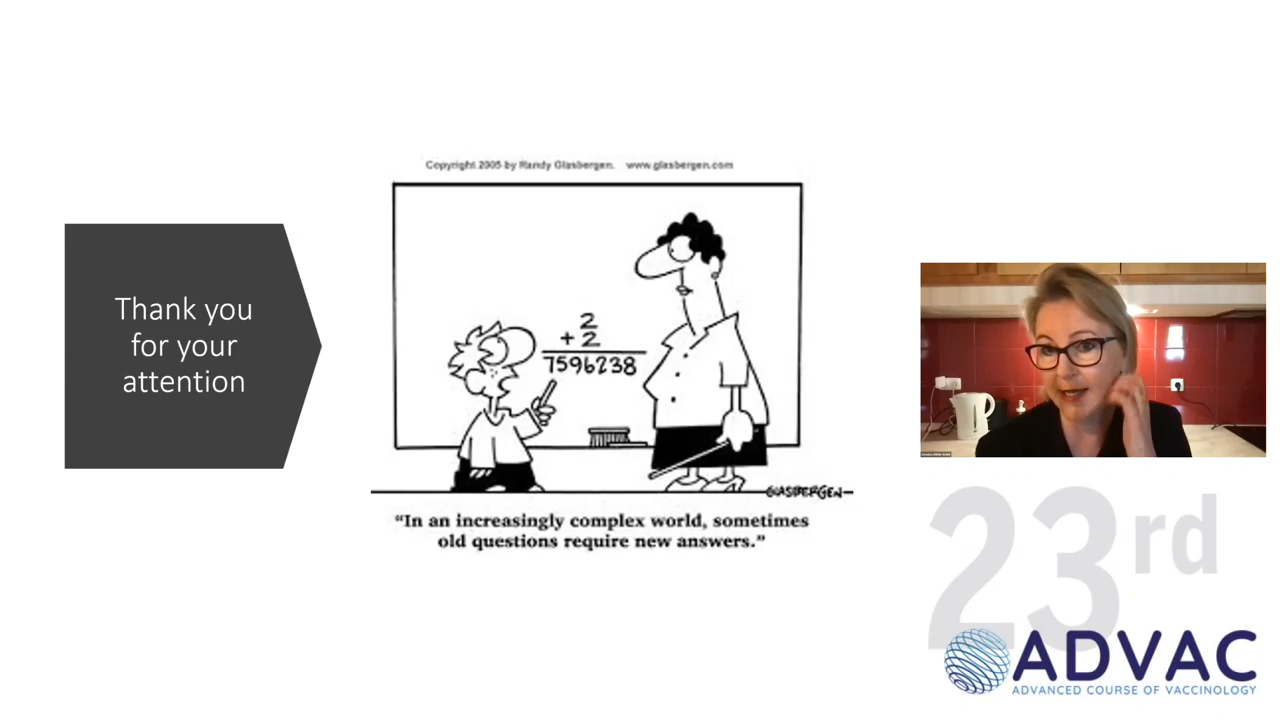 Thank you
for your
attention
Copyright 2005 by Randy Glasbergen. www.glasbergen.com
2
+ 2
7596238
GLASBERGEN
“In an increasingly complex world, sometimes
old questions require new answers.”
23rd
ADVAC
ADVANCED COURSE OF VACCINOLOGY